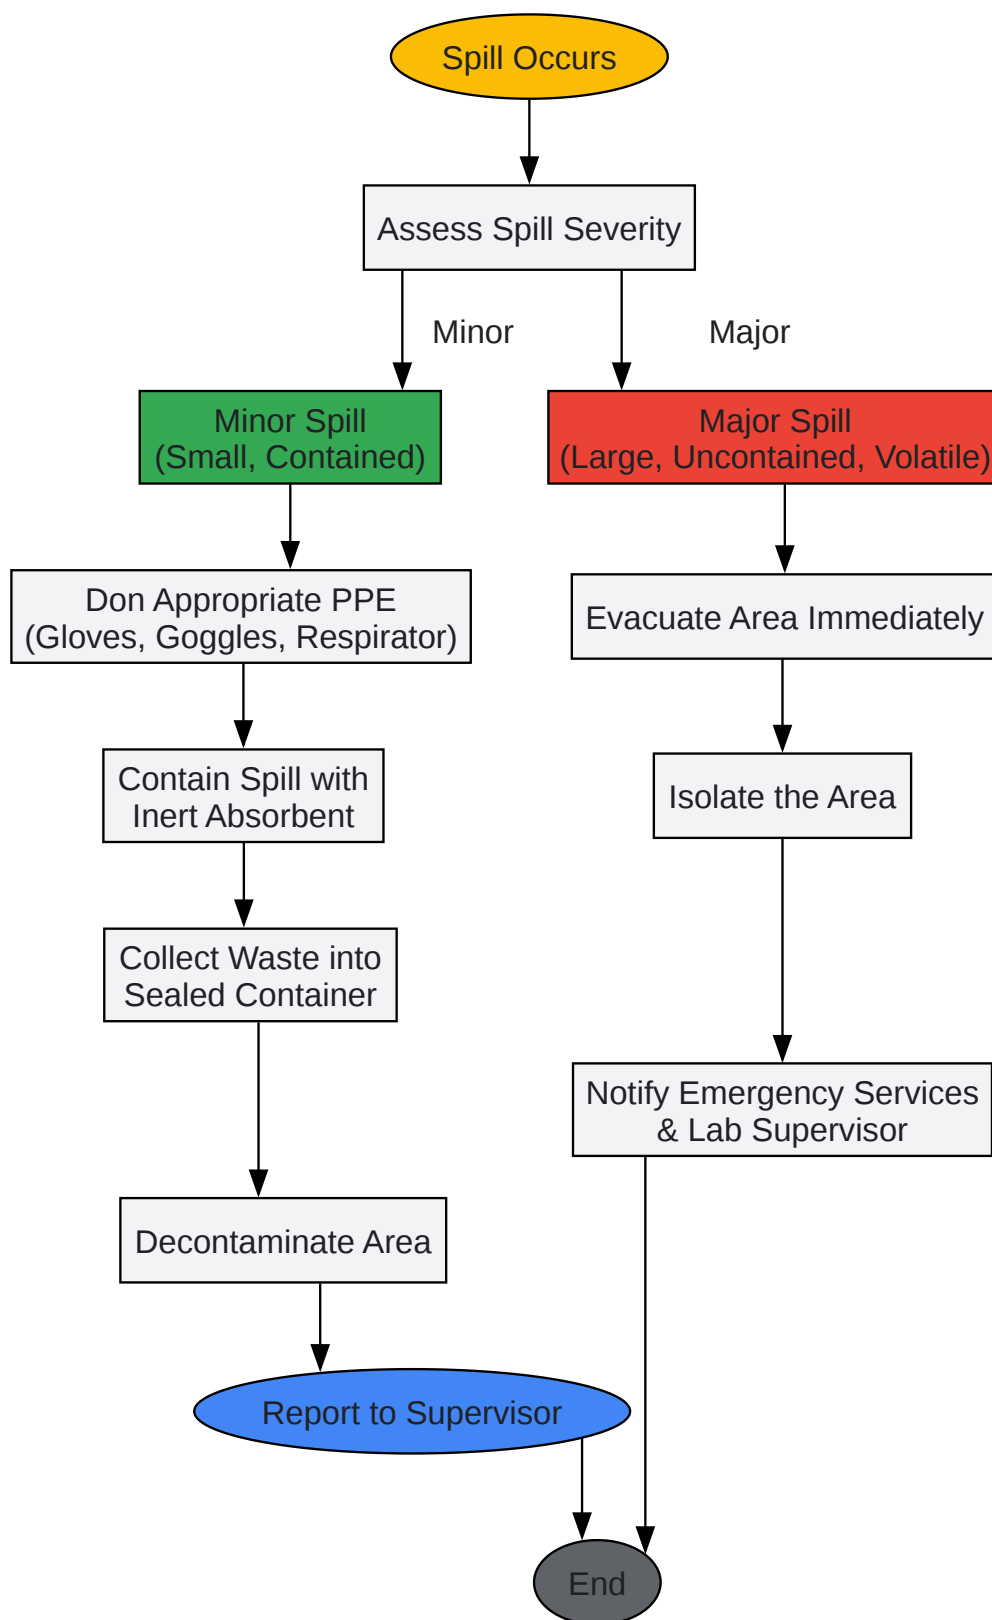 Spill Occurs
Assess Spill Severity
Minor
Major
Minor Spill
(Small, Contained)
Major Spill
(Large, Uncontained, Volatile)
Don Appropriate PPE
(Gloves, Goggles, Respirator)
Evacuate Area Immediately
Contain Spill with
Inert Absorbent
Isolate the Area
Collect Waste into
Sealed Container
Notify Emergency Services
& Lab Supervisor
Decontaminate Area
Report to Supervisor
End